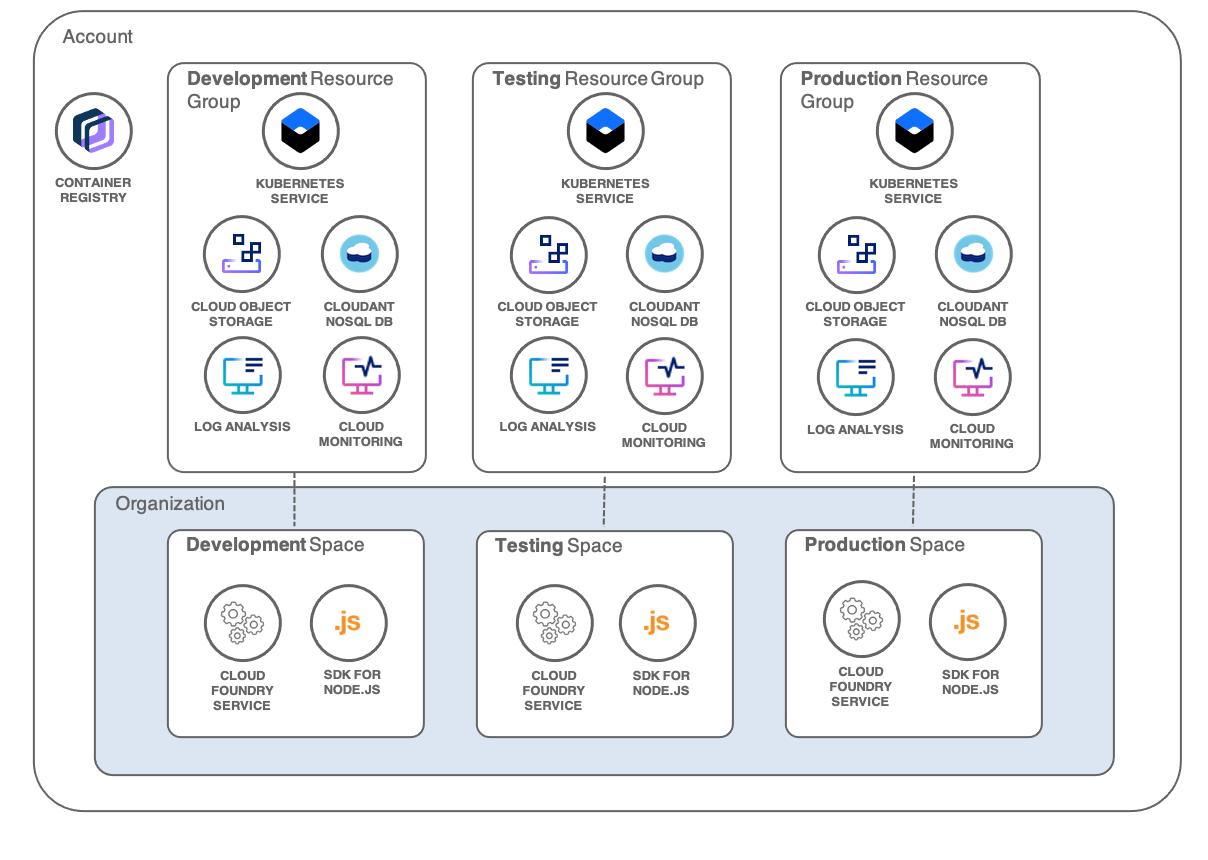 Account
CONTAINER
REGISTRY
Development Resource
Group
KUBERNETES
SERVICE
CLOUD OBJECT
STORAGE
CLOUDANT
NOSQL DB
LOG ANALYSIS
CLOUD
MONITORING
Testing Resource Group
KUBERNETES
SERVICE
CLOUD OBJECT
STORAGE
CLOUDANT
NOSQL DB
LOG ANALYSIS
CLOUD
MONITORING
Production Resource
Group
KUBERNETES
SERVICE
CLOUD OBJECT
STORAGE
CLOUDANT
NOSQL DB
LOG ANALYSIS
CLOUD
MONITORING
Organization
Development Space
CLOUD
FOUNDRY
SERVICE
.js
SDK FOR
NODE.JS
Testing Space
CLOUD
FOUNDRY
SERVICE
.js
SDK FOR
NODE.JS
Production Space
CLOUD
FOUNDRY
SERVICE
.js
SDK FOR
NODE.JS